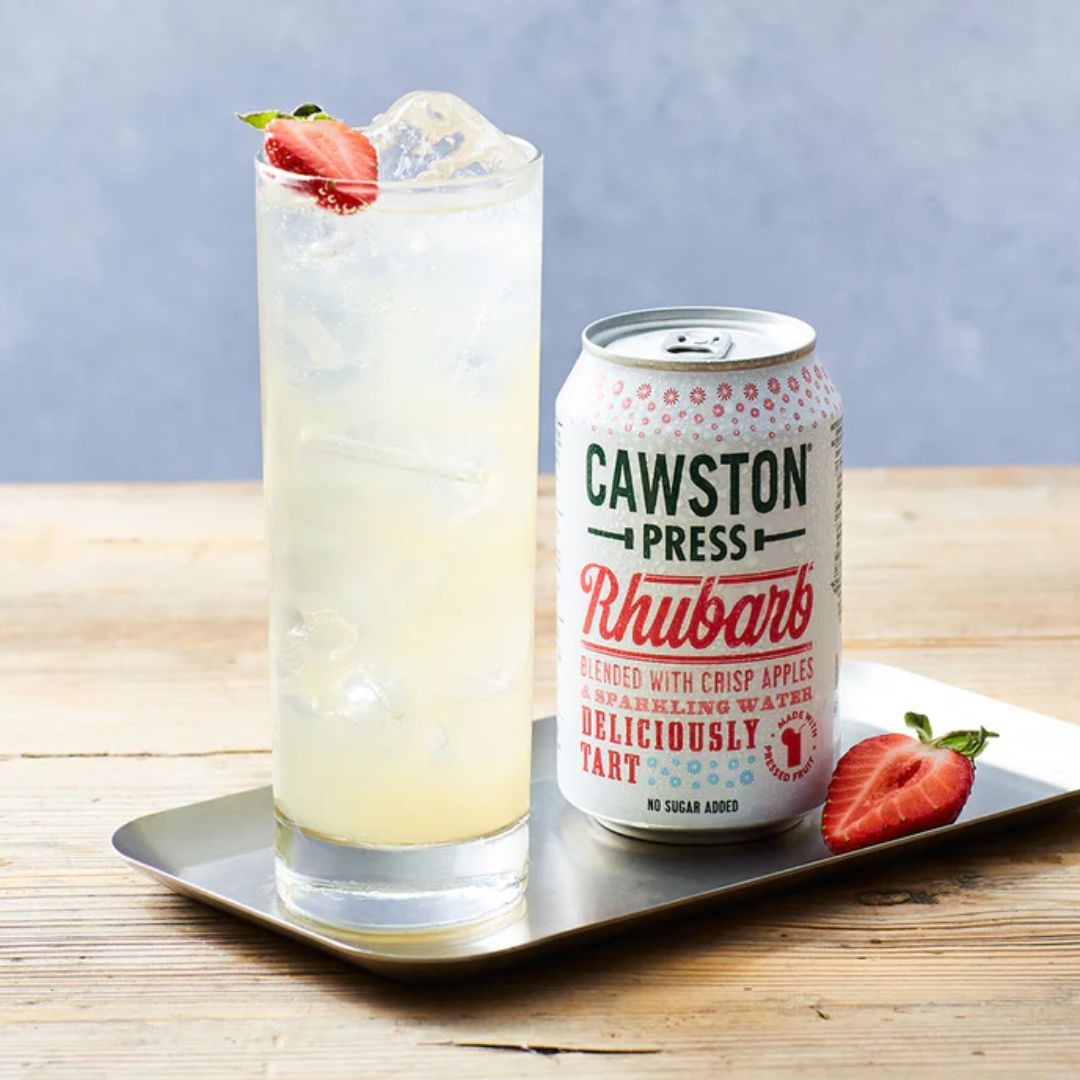 CAWSTON®
PRESS
Rhubarb
BLENDED WITH CRISP APPLES
& SPARKLING WATER
DELICIOUSLY
TART
MADE WITH
PRESSED FRUIT
NO SUGAR ADDED